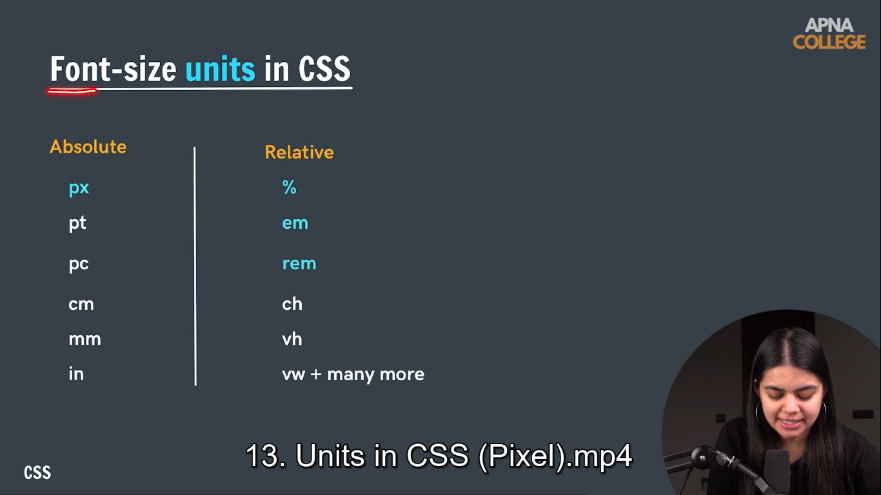 APNA
COLLEGE
Font-size units in CSS
Absolute
px
pt
pc
cm
mm
in
Relative
%
em
rem
ch
vh
vw + many more
13. Units in CSS (Pixel).mp4
CSS